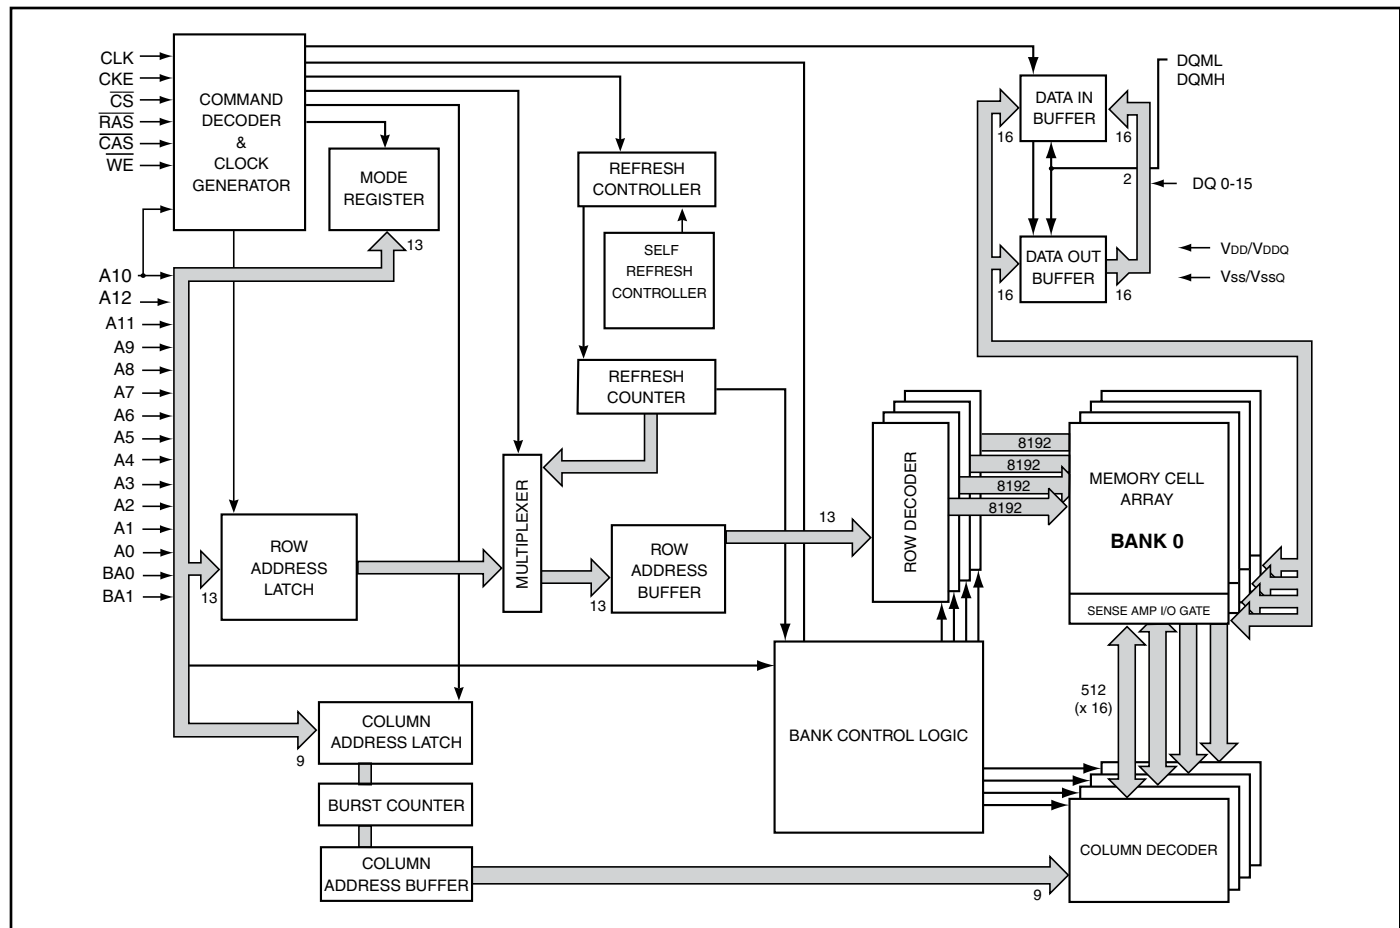 CLK
CKE
CS
RAS
CAS
WE
COMMAND
DECODER
&
CLOCK
GENERATOR
MODE
REGISTER
13
REFRESH
CONTROLLER
SELF
REFRESH
CONTROLLER
REFRESH
COUNTER
DATA IN
BUFFER
16
16
DQML
DQMH
2
DQ 0-15
DATA OUT
BUFFER
16
16
VDD/VDDQ
Vss/VssQ
A10
A12
A11
A9
A8
A7
A6
A5
A4
A3
A2
A1
A0
BA0
BA1
13
ROW
ADDRESS
LATCH
MULTIPLEXER
13
ROW
ADDRESS
BUFFER
13
ROW DECODER
8192
8192
8192
8192
MEMORY CELL
ARRAY
BANK 0
SENSE AMP I/O GATE
512
(x 16)
BANK CONTROL LOGIC
9
COLUMN
ADDRESS LATCH
BURST COUNTER
COLUMN
ADDRESS BUFFER
9
COLUMN DECODER